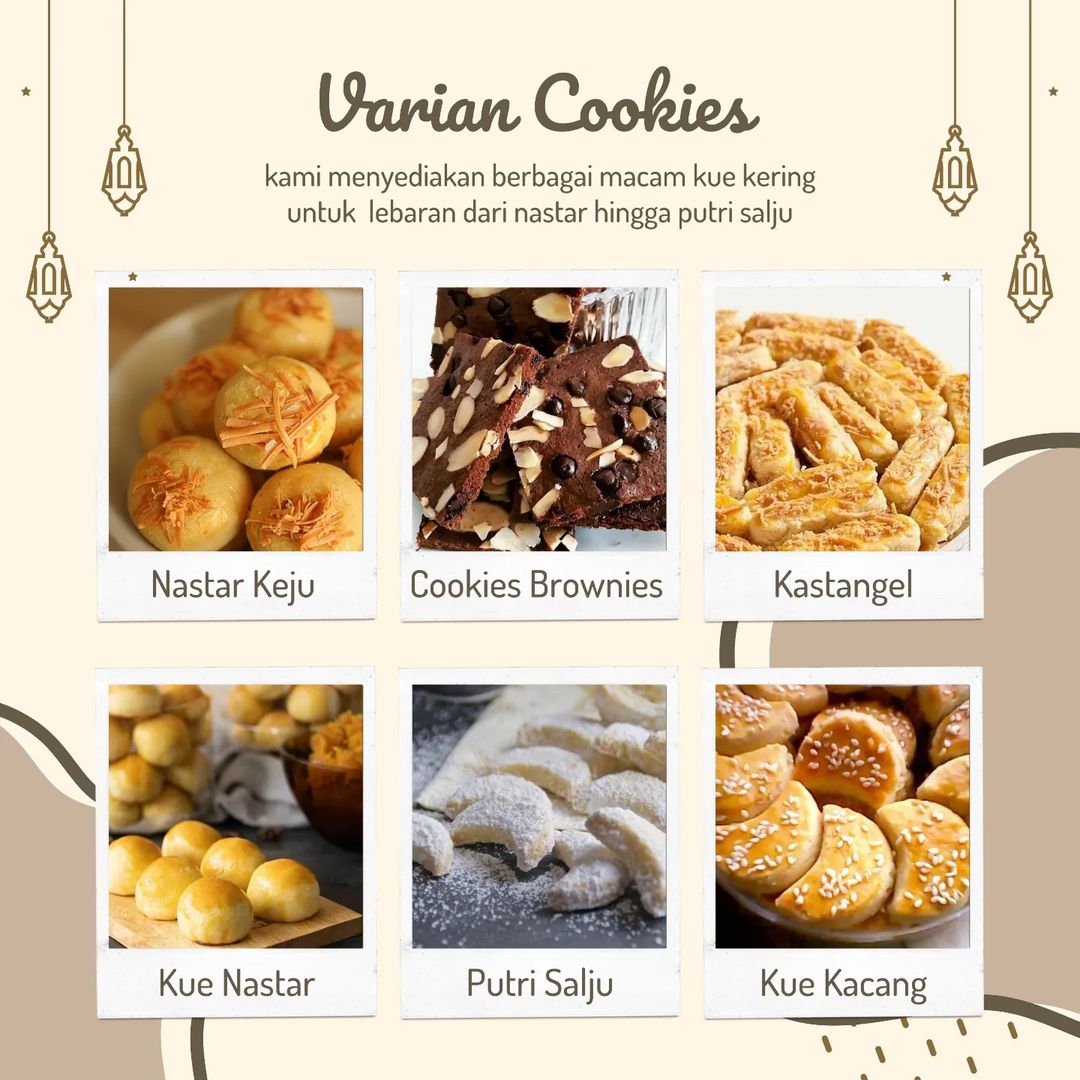 Varian Cookies
kami menyediakan berbagai macam kue kering
untuk lebaran dari nastar hingga putri salju
Nastar Keju
Cookies Brownies
Kastangel
Kue Nastar
Putri Salju
Kue Kacang